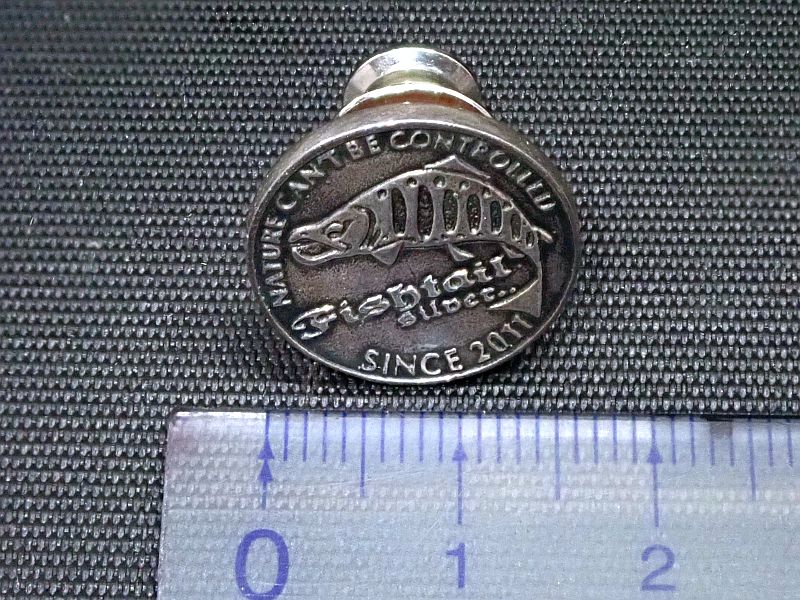 NATURE CAN'T BE CONTROLLED
Fishtail
silver..
SINCE 2011
0 1 2